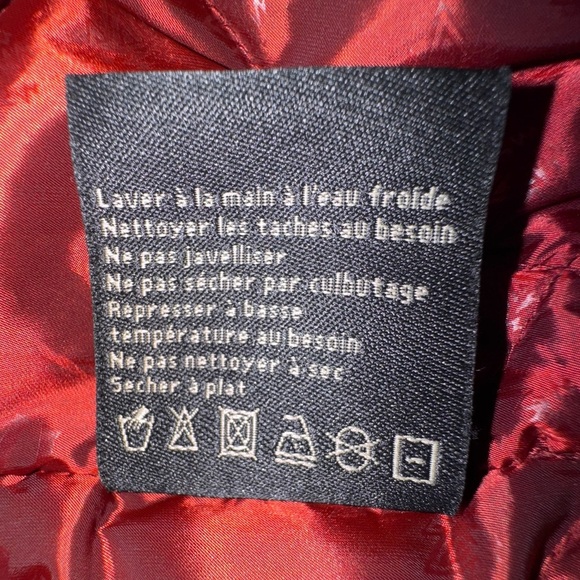 Laver à la main à l'eau froide
Nettoyer les taches au besoin
Ne pas javelliser
Ne pas sécher par culbutage
Represser à basse
température au besoin
Ne pas nettoyer à sec
Secher à plat